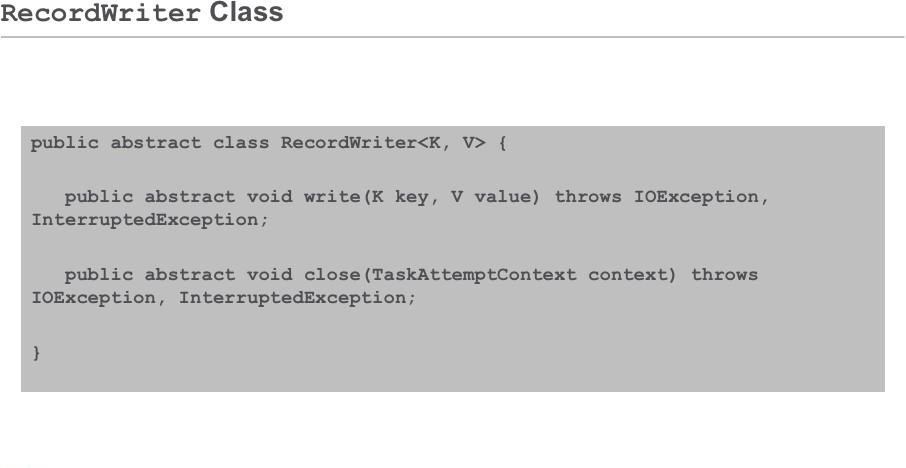 RecordWriter Class
public abstract class RecordWriter<K, V> {
public abstract void write(K key, V value) throws IOException,
InterruptedException;
public abstract void close(TaskAttemptContext context) throws
IOException, InterruptedException;
}